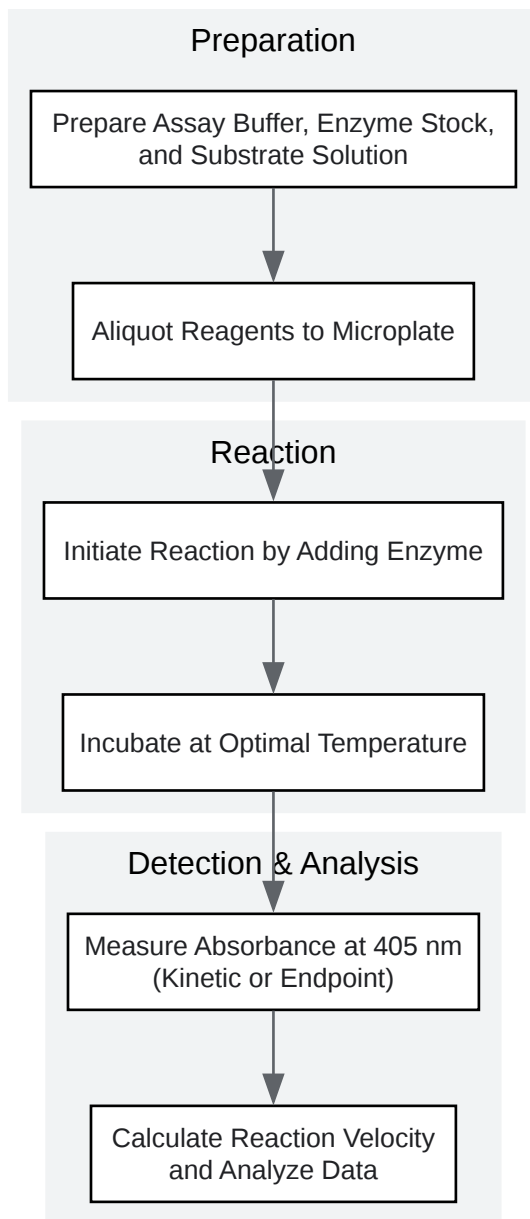 Preparation
Prepare Assay Buffer, Enzyme Stock,
and Substrate Solution
Aliquot Reagents to Microplate
Reaction
Initiate Reaction by Adding Enzyme
Incubate at Optimal Temperature
Detection & Analysis
Measure Absorbance at 405 nm
(Kinetic or Endpoint)
Calculate Reaction Velocity
and Analyze Data